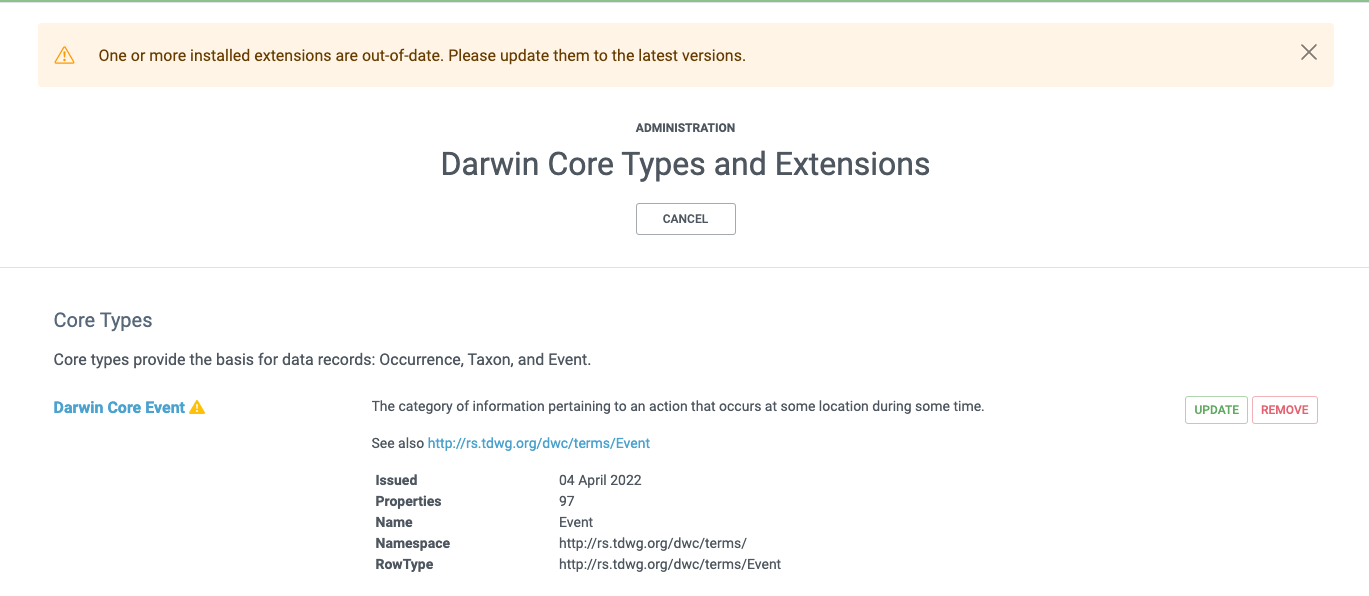 One or more installed extensions are out-of-date. Please update them to the latest versions.
ADMINISTRATION
Darwin Core Types and Extensions
CANCEL
Core Types
Core types provide the basis for data records: Occurrence, Taxon, and Event.
Darwin Core Event
The category of information pertaining to an action that occurs at some location during some time.
UPDATE REMOVE
See also http://rs.tdwg.org/dwc/terms/Event
Issued 04 April 2022
Properties 97
Name Event
Namespace http://rs.tdwg.org/dwc/terms/
RowType http://rs.tdwg.org/dwc/terms/Event